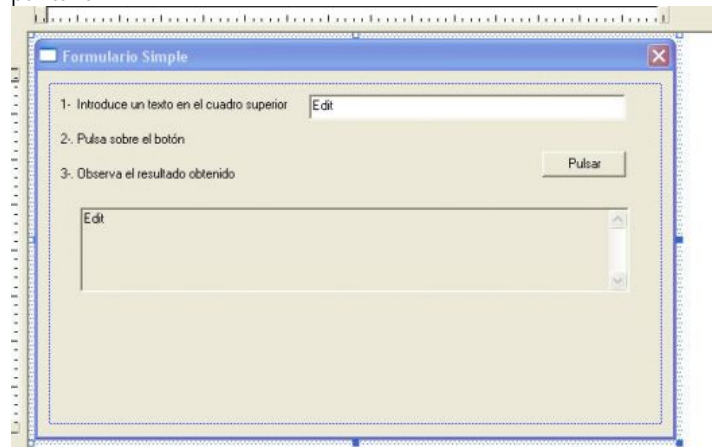 Formulario Simple
1- Introduce un texto en el cuadro superior Edit
2-. Pulsa sobre el botón
Pulsar
3-. Observa el resultado obtenido
Edit